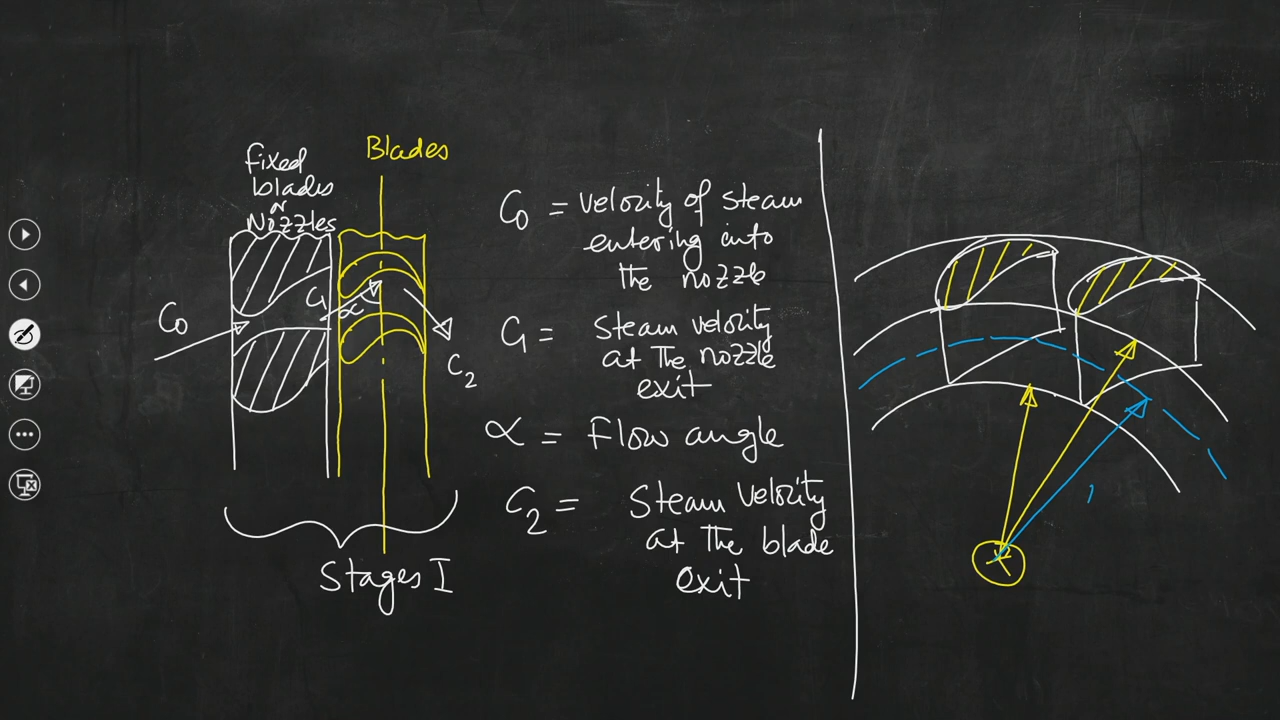 Fixed
blades
or
Nozzles
Blades
C0
C1
α
C2
Stages I
C0 = velocity of steam
entering into
the nozzle
C1 = Steam velocity
at the nozzle
exit
α = Flow angle
C2 = Steam velocity
at the blade
exit